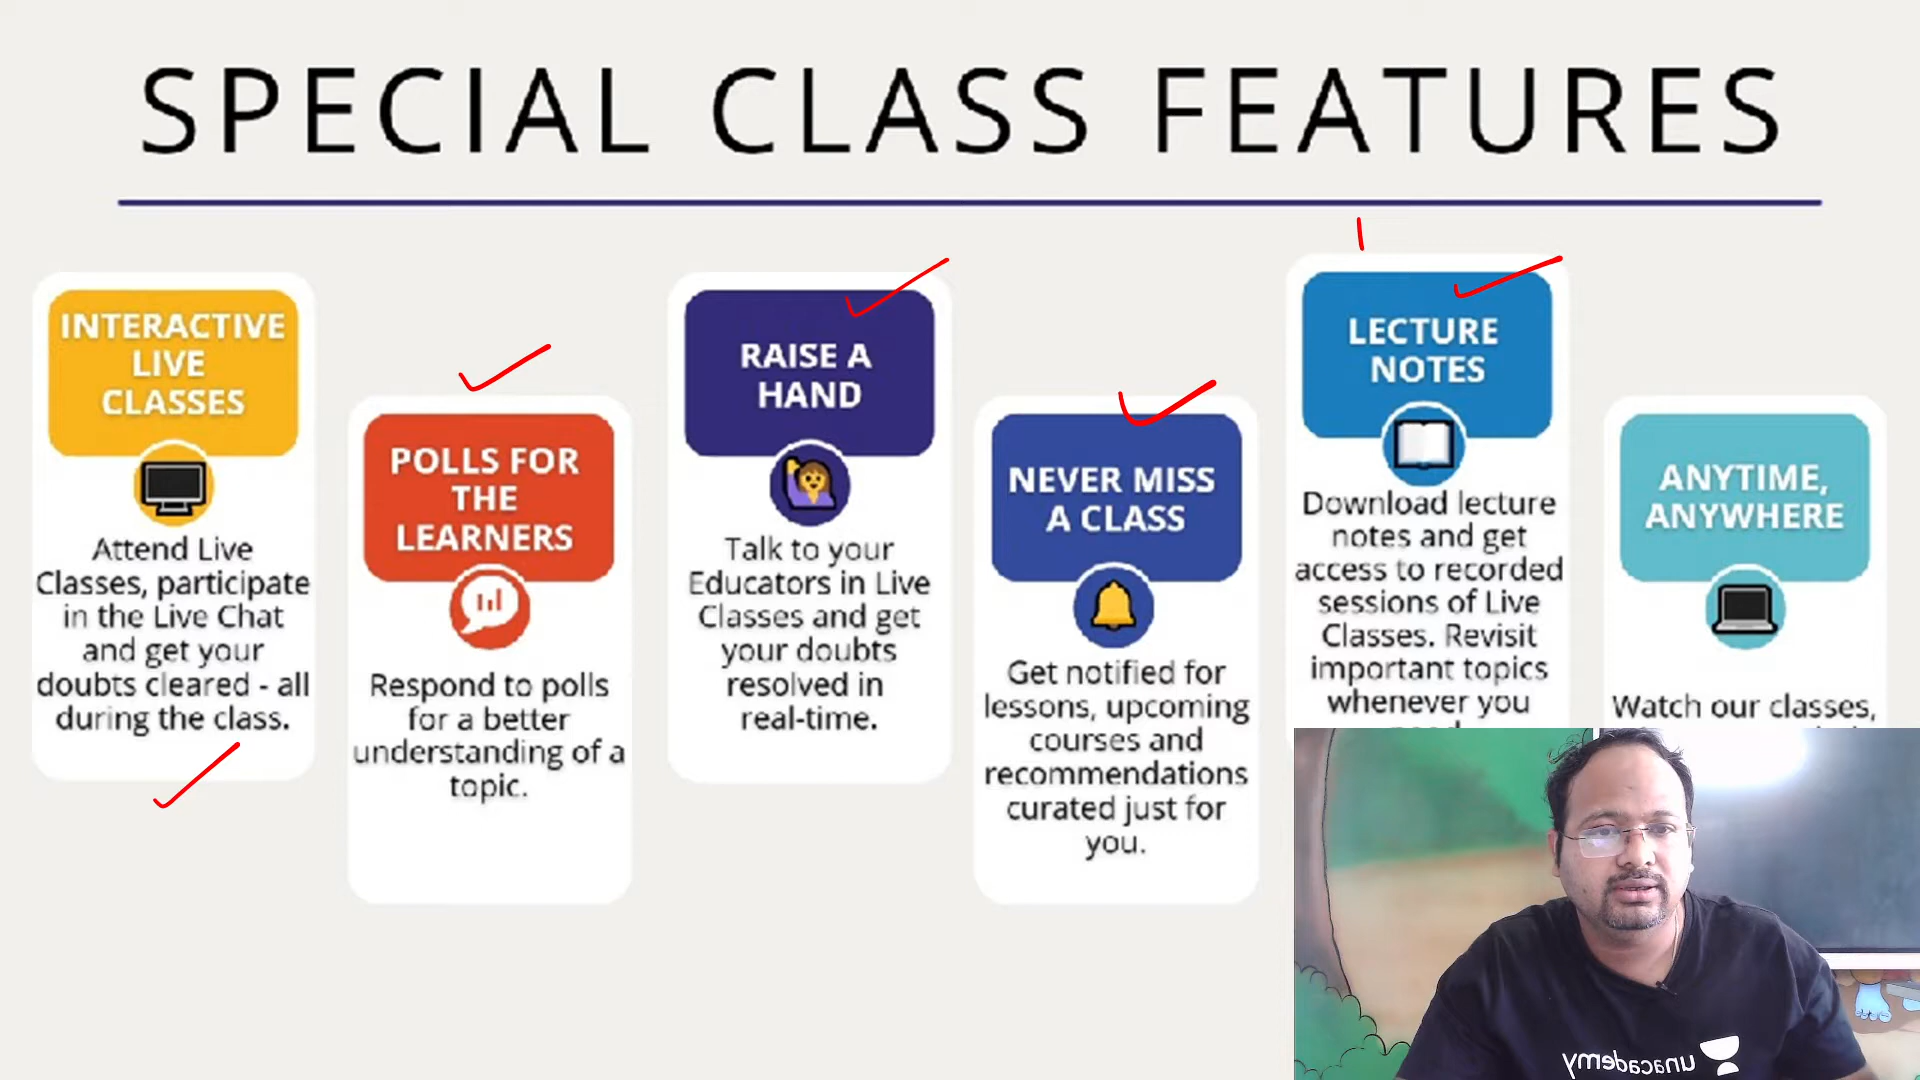 SPECIAL CLASS FEATURES
INTERACTIVE
LIVE
CLASSES
Attend Live
Classes, participate
in the Live Chat
and get your
doubts cleared - all
during the class.
POLLS FOR
THE
LEARNERS
Respond to polls
for a better
understanding of a
topic.
RAISE A
HAND
Talk to your
Educators in Live
Classes and get
your doubts
resolved in
real-time.
NEVER MISS
A CLASS
Get notified for
lessons, upcoming
courses and
recommendations
curated just for
you.
LECTURE
NOTES
Download lecture
notes and get
access to recorded
sessions of Live
Classes. Revisit
important topics
whenever you
ANYTIME,
ANYWHERE
Watch our classes,
unacademy